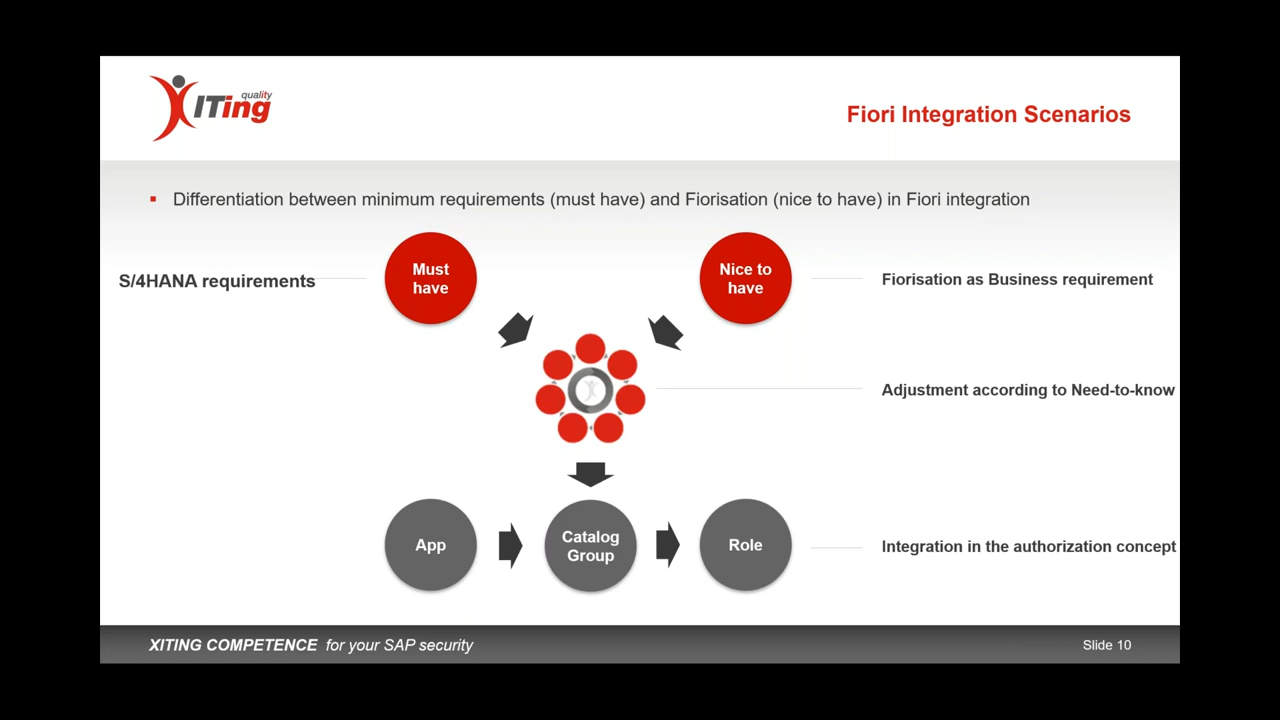 quality
XITing
Fiori Integration Scenarios
Differentiation between minimum requirements (must have) and Fiorisation (nice to have) in Fiori integration
S/4HANA requirements
Must
have
Nice to
have
Fiorisation as Business requirement
Adjustment according to Need-to-know
App
Catalog
Group
Role
Integration in the authorization concept
XITING COMPETENCE for your SAP security
Slide 10